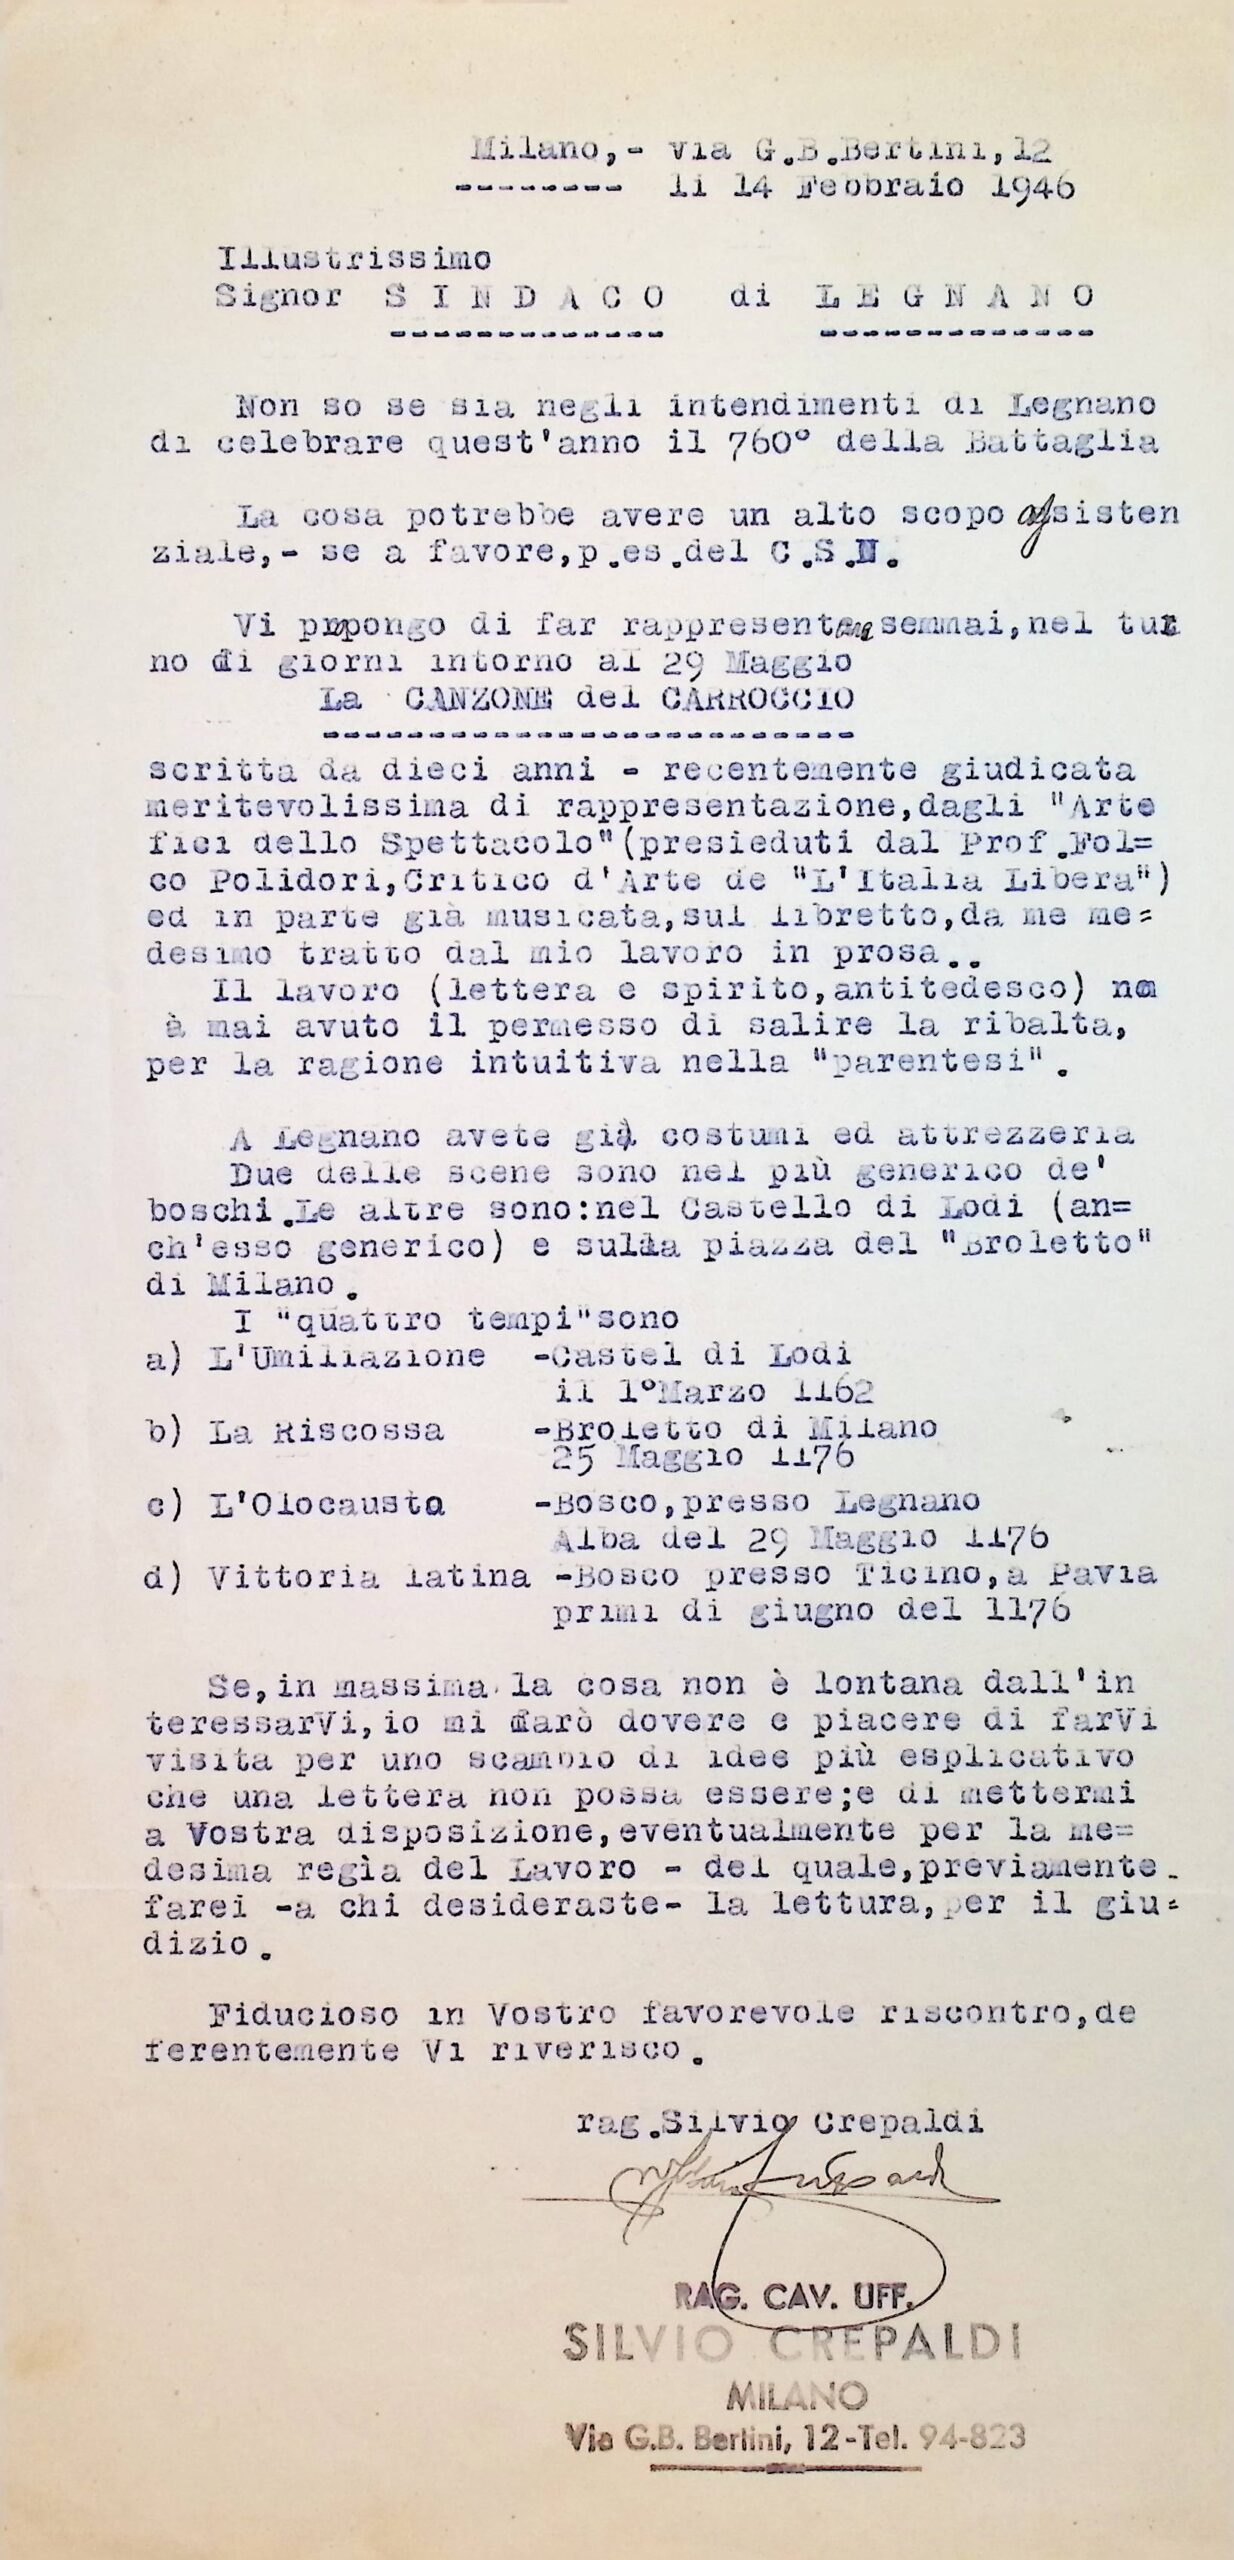 Milano,- via G.B.Bertini,12
-------- li 14 Febbraio 1946
Illustrissimo
Signor S I N D A C O di L E G N A N O
Non so se sia negli intendimenti di Legnano
di celebrare quest'anno il 760° della Battaglia
La cosa potrebbe avere un alto scopo assisten
ziale,- se a favore,p.es.del C.S.N.
Vi propongo di far rappresentare semmai,nel tur
no di giorni intorno al 29 Maggio
La CANZONE del CARROCCIO
scritta da dieci anni - recentemente giudicata
meritevolissima di rappresentazione,dagli "Arte
fici dello Spettacolo"(presieduti dal Prof.Fol=
co Polidori,Critico d'Arte de "L'Italia Libera")
ed in parte già musicata,sul libretto,da me me=
desimo tratto dal mio lavoro in prosa..
Il lavoro (lettera e spirito,antitedesco) non
à mai avuto il permesso di salire la ribalta,
per la ragione intuitiva nella "parentesi".
A Legnano avete già costumi ed attrezzeria
Due delle scene sono nel più generico de'
boschi.Le altre sono:nel Castello di Lodi (an=
ch'esso generico) e sulla piazza del "Broletto"
di Milano.
I "quattro tempi"sono
a) L'Umiliazione -Castel di Lodi
il 1°Marzo 1162
b) La Riscossa -Broletto di Milano
25 Maggio 1176
c) L'Olocausto -Bosco,presso Legnano
Alba del 29 Maggio 1176
d) Vittoria latina -Bosco presso Ticino,a Pavia
primi di giugno del 1176
Se,in massima la cosa non è lontana dall'in
teressarVi,io mi farò dovere e piacere di farVi
visita per uno scambio di idee più esplicativo
che una lettera non possa essere;e di mettermi
a Vostra disposizione,eventualmente per la me=
desima regìa del Lavoro - del quale,previamente
farei -a chi desideraste- la lettura,per il giu=
dizio.
Fiducioso in Vostro favorevole riscontro,de
ferentemente Vi riverisco.
rag.Silvio Crepaldi
Silvio Crepaldi
RAG. CAV. UFF.
SILVIO CREPALDI
MILANO
Via G.B. Bertini, 12-Tel. 94-823